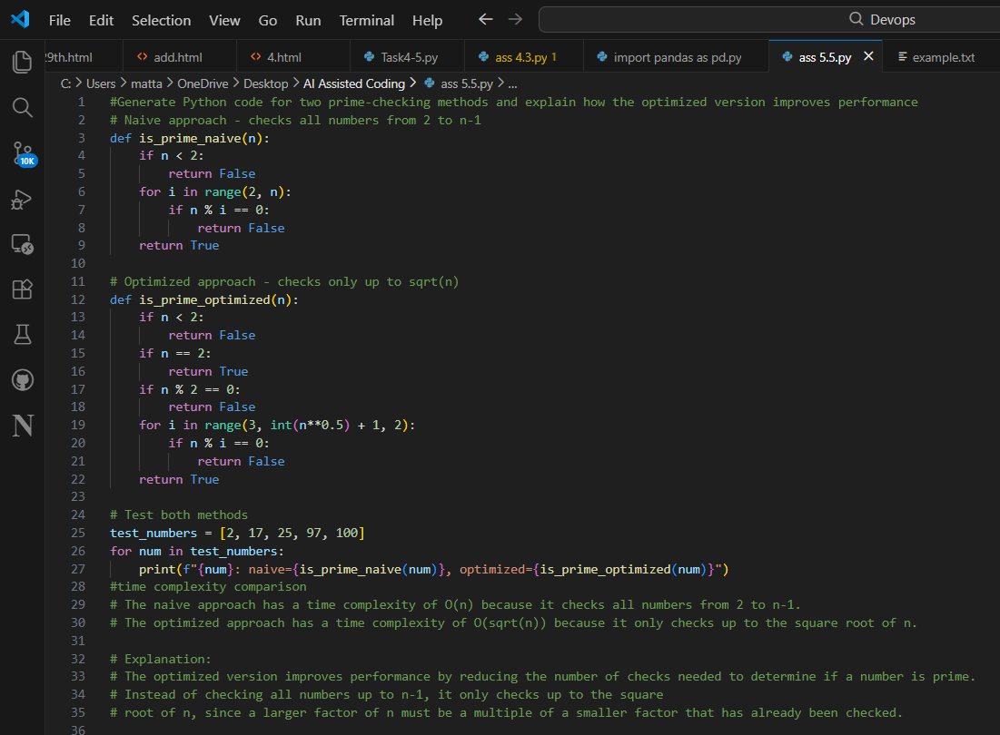 File Edit Selection View Go Run Terminal Help Devops
29th.html add.html 4.html Task4-5.py ass 4.3.py 1 import pandas as pd.py ass 5.5.py example.txt
C: > Users > matta > OneDrive > Desktop > AI Assisted Coding > ass 5.5.py > ...
10K
N
1 #Generate Python code for two prime-checking methods and explain how the optimized version improves performance
2 # Naive approach - checks all numbers from 2 to n-1
3 def is_prime_naive(n):
4     if n < 2:
5         return False
6     for i in range(2, n):
7         if n % i == 0:
8             return False
9     return True
10
11 # Optimized approach - checks only up to sqrt(n)
12 def is_prime_optimized(n):
13     if n < 2:
14         return False
15     if n == 2:
16         return True
17     if n % 2 == 0:
18         return False
19     for i in range(3, int(n**0.5) + 1, 2):
20         if n % i == 0:
21             return False
22     return True
23
24 # Test both methods
25 test_numbers = [2, 17, 25, 97, 100]
26 for num in test_numbers:
27     print(f"{num}: naive={is_prime_naive(num)}, optimized={is_prime_optimized(num)}")
28 #time complexity comparison
29 # The naive approach has a time complexity of O(n) because it checks all numbers from 2 to n-1.
30 # The optimized approach has a time complexity of O(sqrt(n)) because it only checks up to the square root of n.
31
32 # Explanation:
33 # The optimized version improves performance by reducing the number of checks needed to determine if a number is prime.
34 # Instead of checking all numbers up to n-1, it only checks up to the square
35 # root of n, since a larger factor of n must be a multiple of a smaller factor that has already been checked.
36